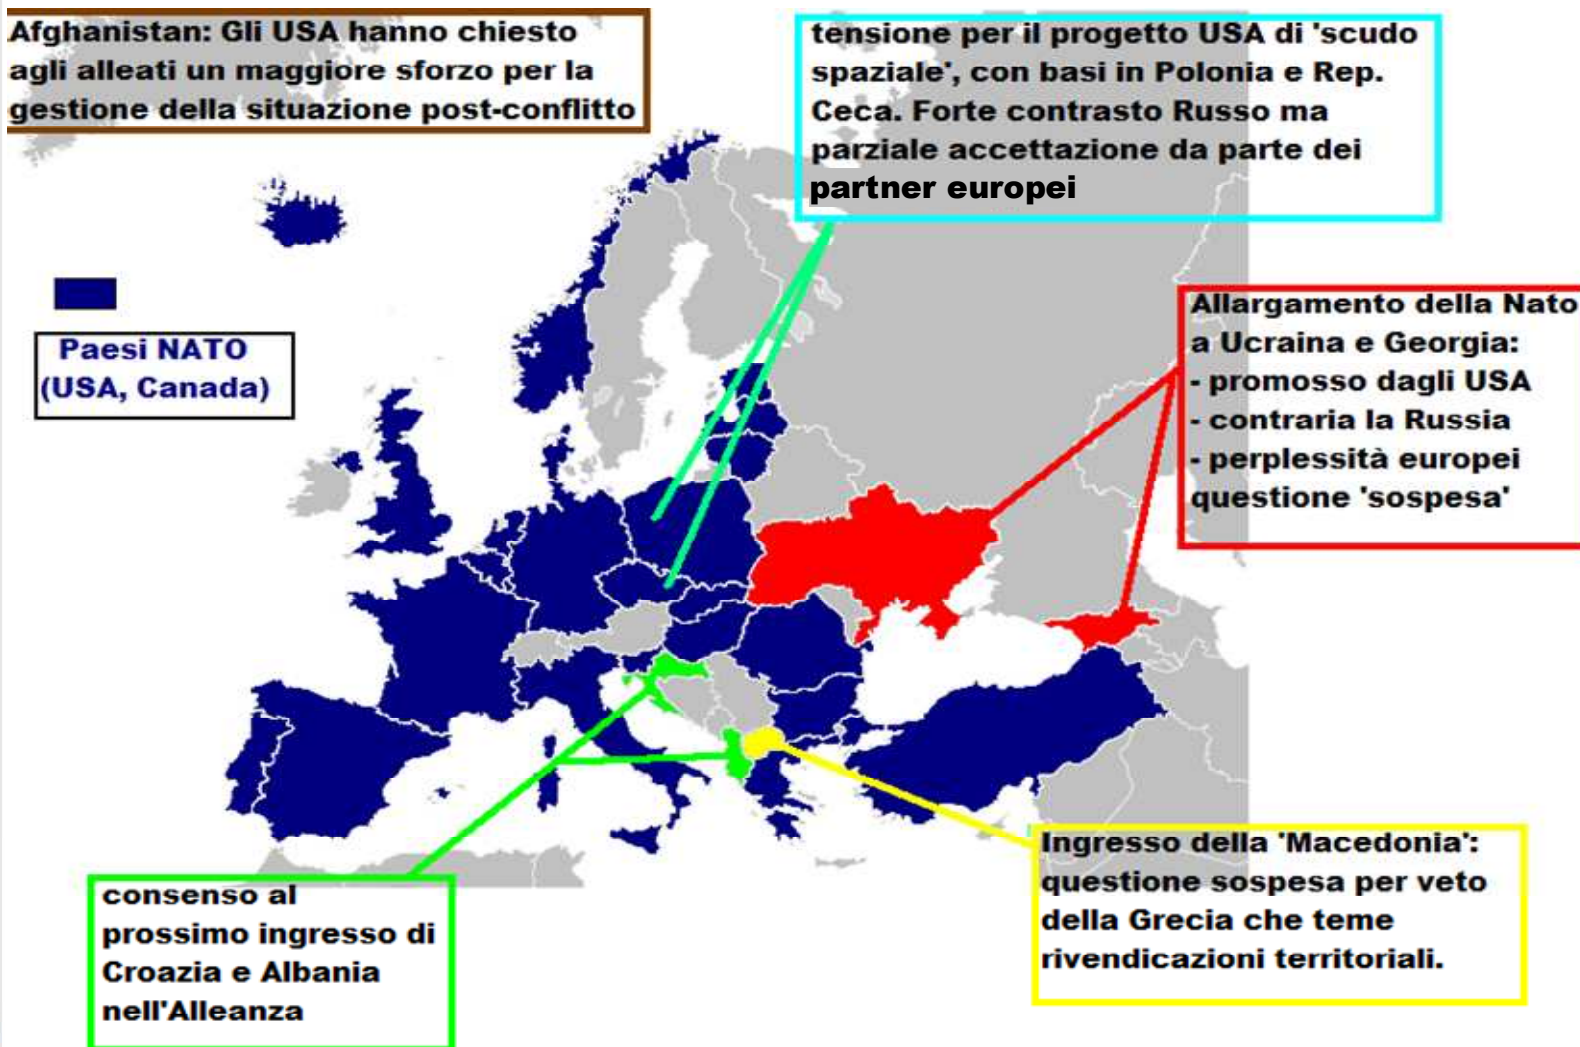 Afghanistan: Gli USA hanno chiesto
agli alleati un maggiore sforzo per la
gestione della situazione post-conflitto
tensione per il progetto USA di 'scudo
spaziale', con basi in Polonia e Rep.
Ceca. Forte contrasto Russo ma
parziale accettazione da parte dei
partner europei
Paesi NATO
(USA, Canada)
Allargamento della Nato
a Ucraina e Georgia:
- promosso dagli USA
- contraria la Russia
- perplessità europei
questione 'sospesa'
consenso al
prossimo ingresso di
Croazia e Albania
nell'Alleanza
Ingresso della 'Macedonia':
questione sospesa per veto
della Grecia che teme
rivendicazioni territoriali.